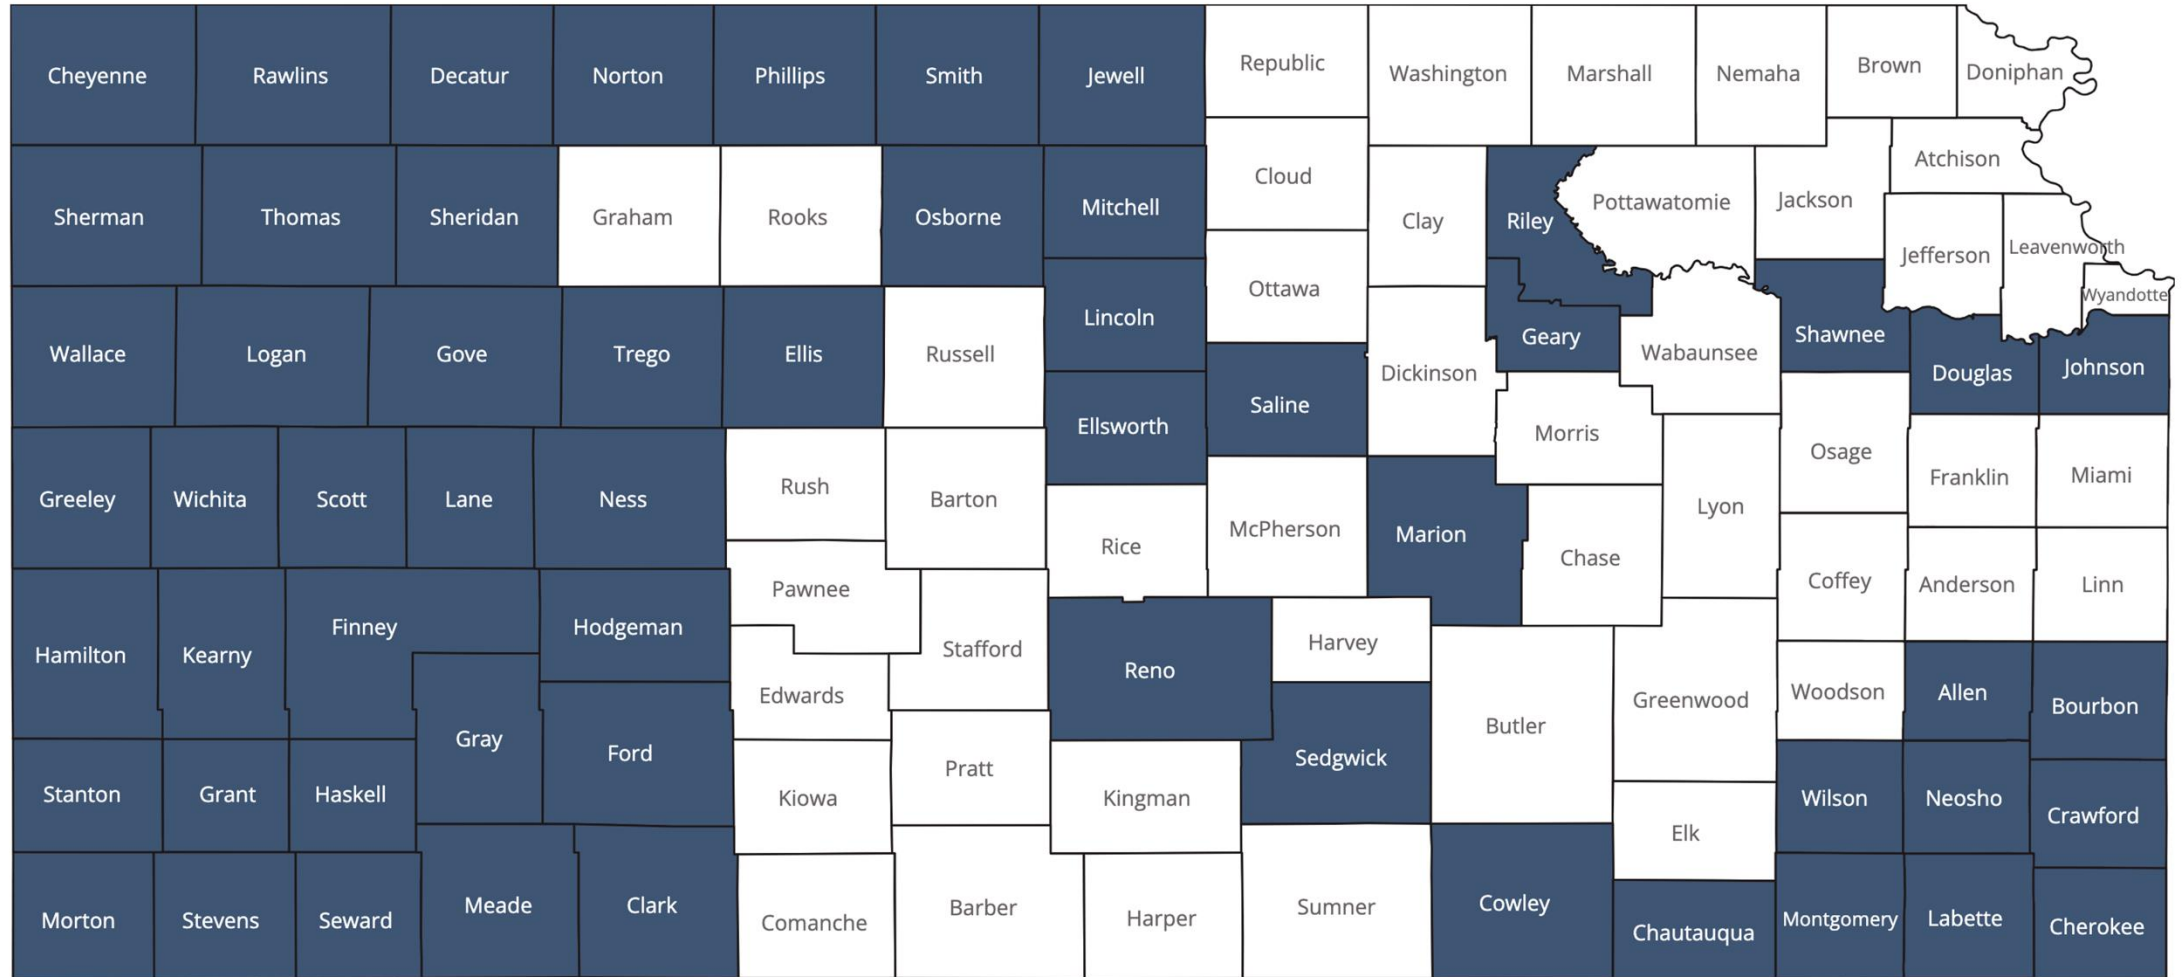 Cheyenne
Rawlins
Decatur
Norton
Phillips
Smith
Jewell
Republic
Washington
Marshall
Nemaha
Brown
Doniphan
Cloud
Atchison
Sherman
Thomas
Sheridan
Graham
Rooks
Osborne
Mitchell
Clay
Riley
Pottawatomie
Jackson
Jefferson
Leavenworth
Wyandotte
Ottawa
Lincoln
Wallace
Logan
Gove
Trego
Ellis
Russell
Geary
Wabaunsee
Shawnee
Douglas
Johnson
Dickinson
Saline
Ellsworth
Morris
Osage
Franklin
Miami
Greeley
Wichita
Scott
Lane
Ness
Rush
Barton
Rice
McPherson
Marion
Chase
Lyon
Coffey
Anderson
Linn
Pawnee
Hamilton
Kearny
Finney
Hodgeman
Stafford
Edwards
Reno
Harvey
Butler
Greenwood
Woodson
Allen
Bourbon
Gray
Ford
Pratt
Kiowa
Kingman
Sedgwick
Stanton
Grant
Haskell
Elk
Wilson
Neosho
Crawford
Morton
Stevens
Seward
Meade
Clark
Comanche
Barber
Harper
Sumner
Cowley
Chautauqua
Montgomery
Labette
Cherokee